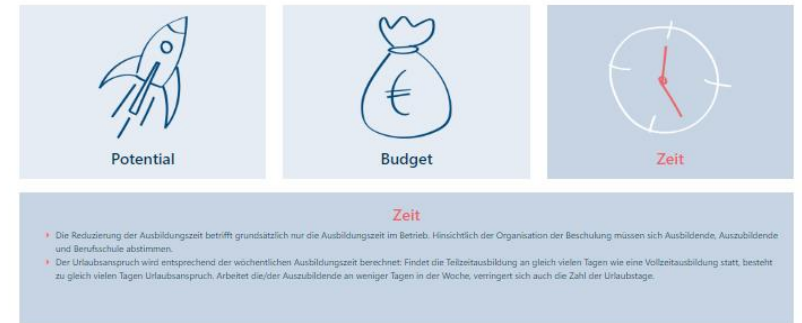 €
Potential
Budget
Zeit
Zeit
Die Reduzierung der Ausbildungszeit betrifft grundsätzlich nur die Ausbildungszeit im Betrieb. Hinsichtlich der Organisation der Beschulung müssen sich Ausbildende, Auszubildende
und Berufsschule abstimmen.
Der Urlaubsanspruch wird entsprechend der wöchentlichen Ausbildungszeit berechnet: Findet die Teilzeitausbildung an gleich vielen Tagen wie eine Vollzeitausbildung statt, besteht
zu gleich vielen Tagen Urlaubsanspruch. Arbeitet die/der Auszubildende an weniger Tagen in der Woche, verringert sich auch die Zahl der Urlaubstage.